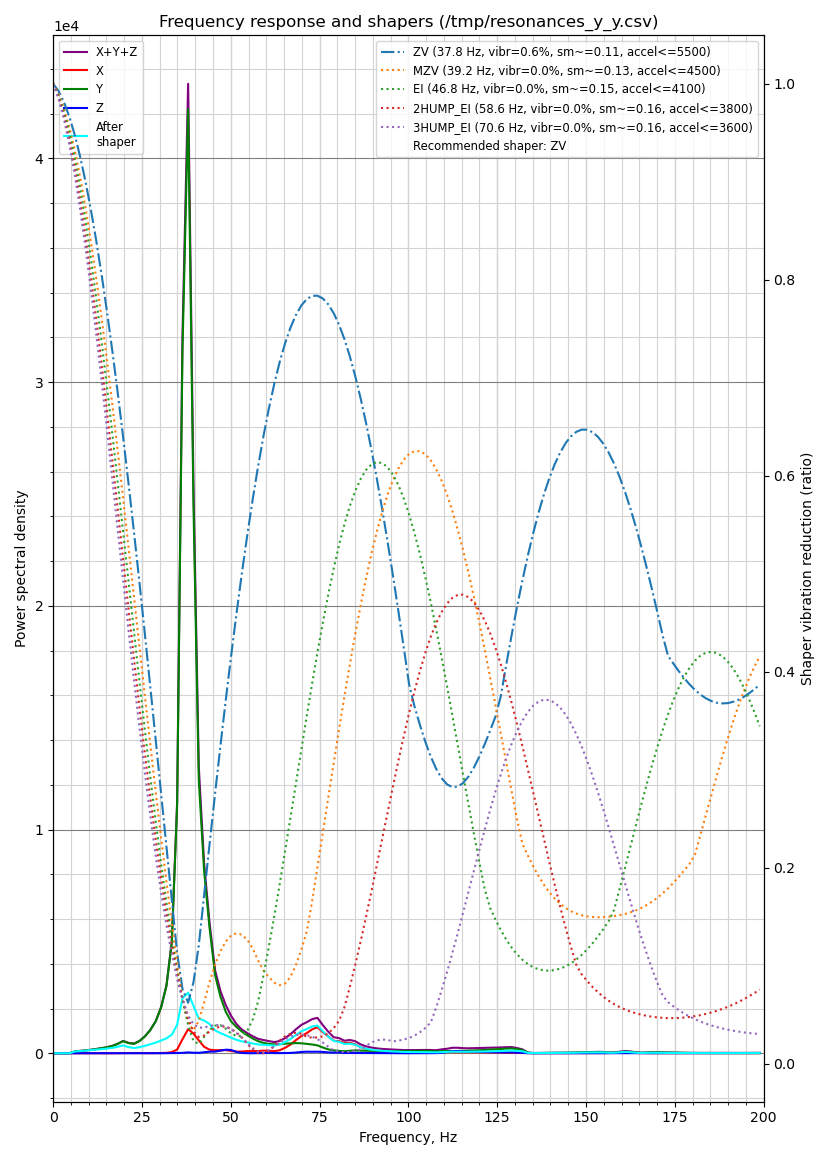 Frequency response and shapers (/tmp/resonances_y_y.csv)
1e4
X+Y+Z
X
Y
Z
After
shaper
ZV (37.8 Hz, vibr=0.6%, sm~=0.11, accel<=5500)
MZV (39.2 Hz, vibr=0.0%, sm~=0.13, accel<=4500)
EI (46.8 Hz, vibr=0.0%, sm~=0.15, accel<=4100)
2HUMP_EI (58.6 Hz, vibr=0.0%, sm~=0.16, accel<=3800)
3HUMP_EI (70.6 Hz, vibr=0.0%, sm~=0.16, accel<=3600)
Recommended shaper: ZV
4
3
2
1
0
Power spectral density
1.0
0.8
0.6
0.4
0.2
0.0
Shaper vibration reduction (ratio)
0 25 50 75 100 125 150 175 200
Frequency, Hz